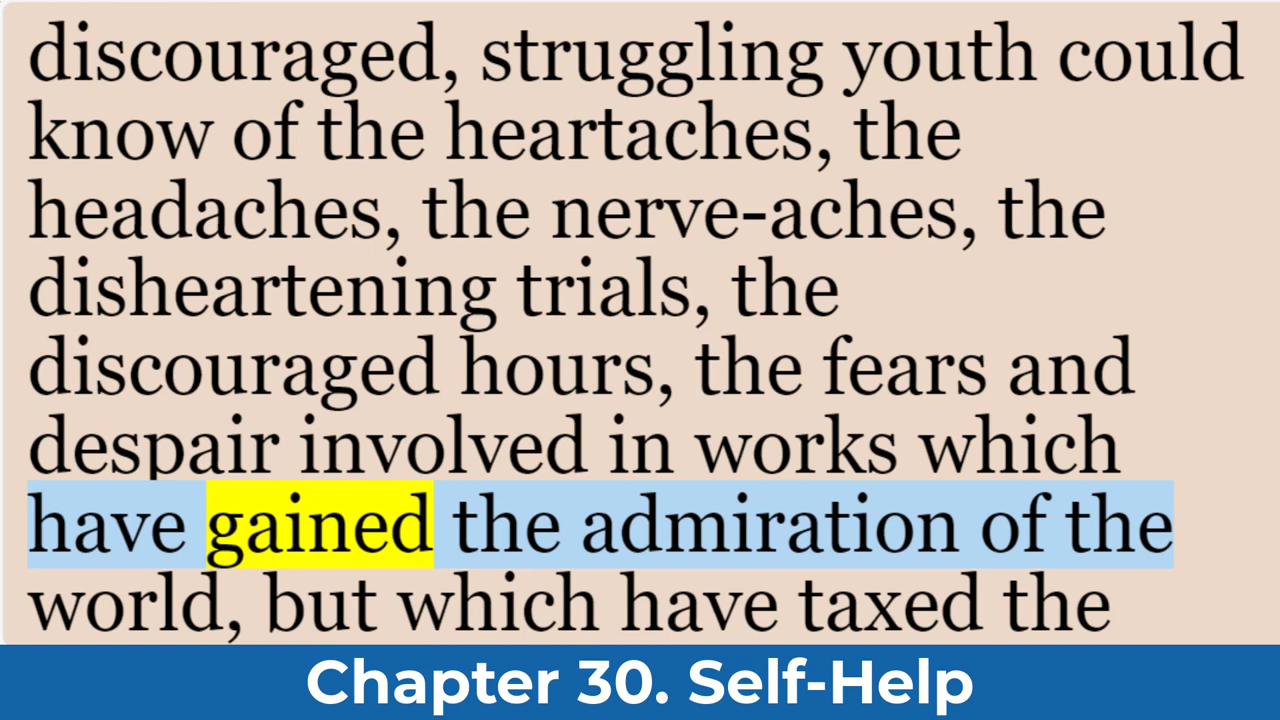 discouraged, struggling youth could
know of the heartaches, the
headaches, the nerve-aches, the
disheartening trials, the
discouraged hours, the fears and
despair involved in works which
have gained the admiration of the
world, but which have taxed the
Chapter 30. Self-Help